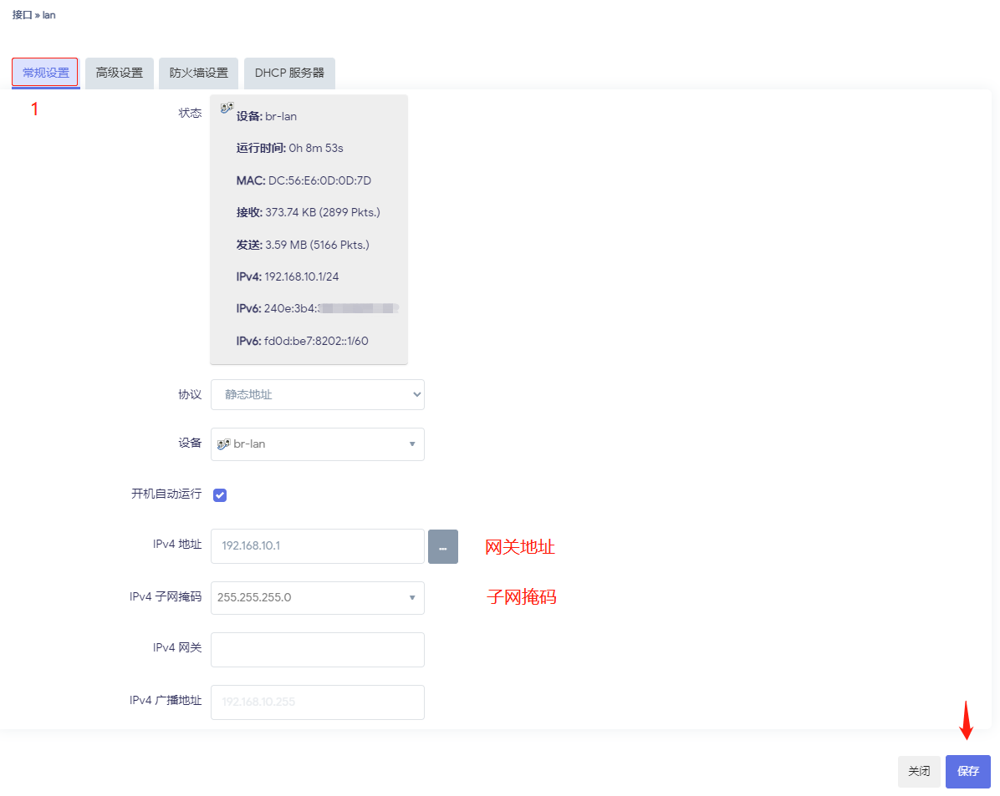 接口 » lan
常规设置 高级设置 防火墙设置 DHCP 服务器
1
状态
设备: br-lan
运行时间: 0h 8m 53s
MAC: DC:56:E6:0D:0D:7D
接收: 373.74 KB (2899 Pkts.)
发送: 3.59 MB (5166 Pkts.)
IPv4: 192.168.10.1/24
IPv6: 240e:3b4:
IPv6: fd0d:be7:8202::1/60
协议 静态地址
设备 br-lan
开机自动运行
IPv4 地址 192.168.10.1 ... 网关地址
IPv4 子网掩码 255.255.255.0 子网掩码
IPv4 网关
IPv4 广播地址 192.168.10.255
关闭 保存